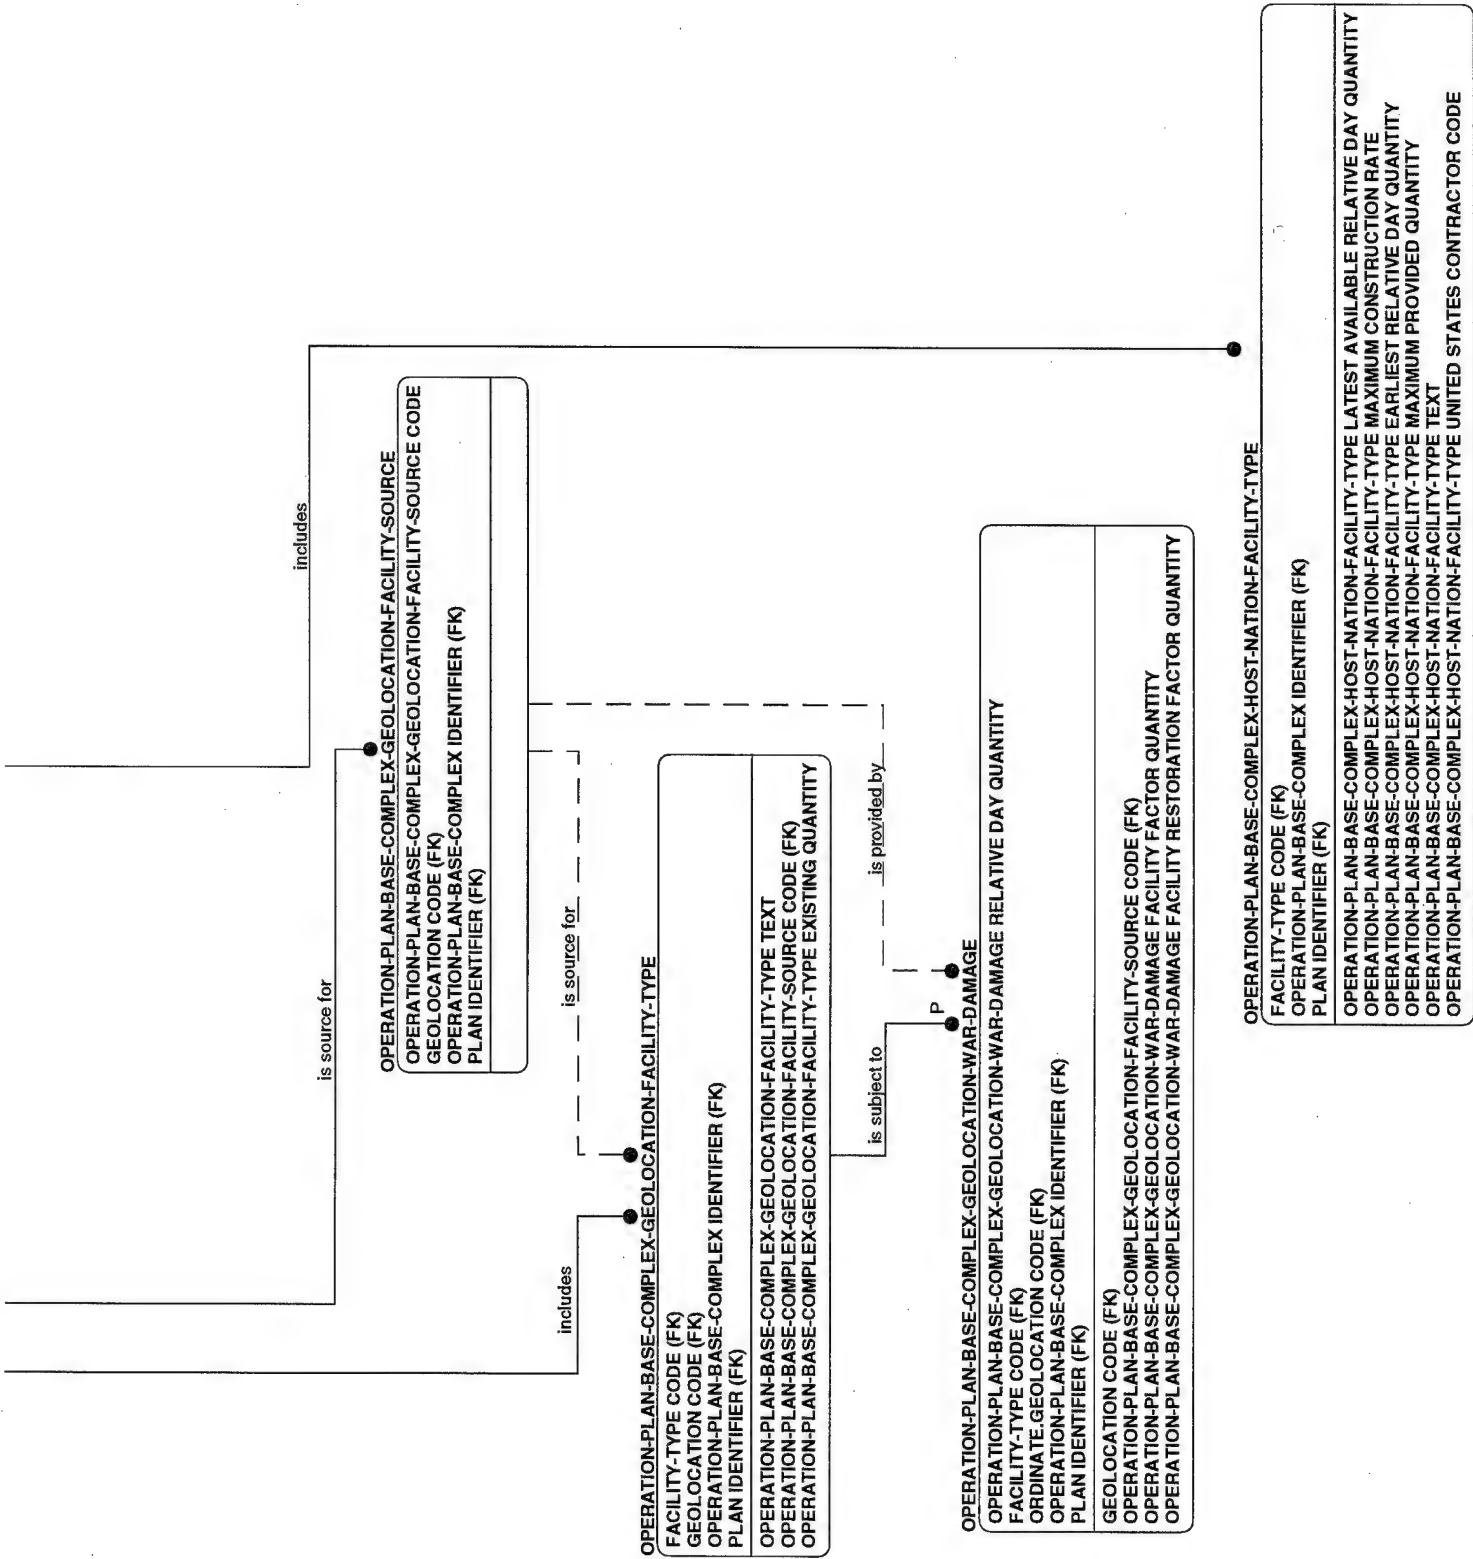 includes
is source for
OPERATION-PLAN-BASE-COMPLEX-GEOLOCATION-FACILITY-SOURCE
OPERATION-PLAN-BASE-COMPLEX-GEOLOCATION-FACILITY-SOURCE CODE
GEOLOCATION CODE (FK)
OPERATION-PLAN-BASE-COMPLEX IDENTIFIER (FK)
PLAN IDENTIFIER (FK)
includes
is source for
OPERATION-PLAN-BASE-COMPLEX-GEOLOCATION-FACILITY-TYPE
FACILITY-TYPE CODE (FK)
GEOLOCATION CODE (FK)
OPERATION-PLAN-BASE-COMPLEX IDENTIFIER (FK)
PLAN IDENTIFIER (FK)
OPERATION-PLAN-BASE-COMPLEX-GEOLOCATION-FACILITY-TYPE TEXT
OPERATION-PLAN-BASE-COMPLEX-GEOLOCATION-FACILITY-SOURCE CODE (FK)
OPERATION-PLAN-BASE-COMPLEX-GEOLOCATION-FACILITY-TYPE EXISTING QUANTITY
is subject to
is provided by
P
OPERATION-PLAN-BASE-COMPLEX-GEOLOCATION-WAR-DAMAGE
OPERATION-PLAN-BASE-COMPLEX-GEOLOCATION-WAR-DAMAGE RELATIVE DAY QUANTITY
FACILITY-TYPE CODE (FK)
ORDINATE.GEOLOCATION CODE (FK)
OPERATION-PLAN-BASE-COMPLEX IDENTIFIER (FK)
PLAN IDENTIFIER (FK)
GEOLOCATION CODE (FK)
OPERATION-PLAN-BASE-COMPLEX-GEOLOCATION-FACILITY-SOURCE CODE (FK)
OPERATION-PLAN-BASE-COMPLEX-GEOLOCATION-WAR-DAMAGE FACILITY FACTOR QUANTITY
OPERATION-PLAN-BASE-COMPLEX-GEOLOCATION-WAR-DAMAGE FACILITY RESTORATION FACTOR QUANTITY
OPERATION-PLAN-BASE-COMPLEX-HOST-NATION-FACILITY-TYPE
FACILITY-TYPE CODE (FK)
OPERATION-PLAN-BASE-COMPLEX IDENTIFIER (FK)
PLAN IDENTIFIER (FK)
OPERATION-PLAN-BASE-COMPLEX-HOST-NATION-FACILITY-TYPE LATEST AVAILABLE RELATIVE DAY QUANTITY
OPERATION-PLAN-BASE-COMPLEX-HOST-NATION-FACILITY-TYPE MAXIMUM CONSTRUCTION RATE
OPERATION-PLAN-BASE-COMPLEX-HOST-NATION-FACILITY-TYPE EARLIEST RELATIVE DAY QUANTITY
OPERATION-PLAN-BASE-COMPLEX-HOST-NATION-FACILITY-TYPE MAXIMUM PROVIDED QUANTITY
OPERATION-PLAN-BASE-COMPLEX-HOST-NATION-FACILITY-TYPE TEXT
OPERATION-PLAN-BASE-COMPLEX-HOST-NATION-FACILITY-TYPE UNITED STATES CONTRACTOR CODE